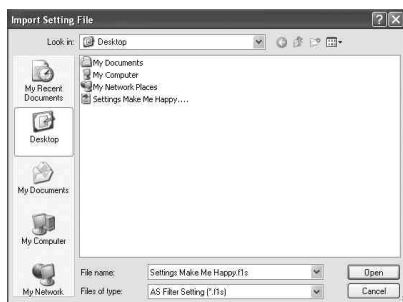 Import Setting File
Look in: Desktop
My Recent Documents
Desktop
My Documents
My Computer
My Network
My Documents
My Computer
My Network Places
Settings Make Me Happy....
File name: Settings Make Me Happy.f1s Open
Files of type: AS Filter Setting (*.f1s) Cancel